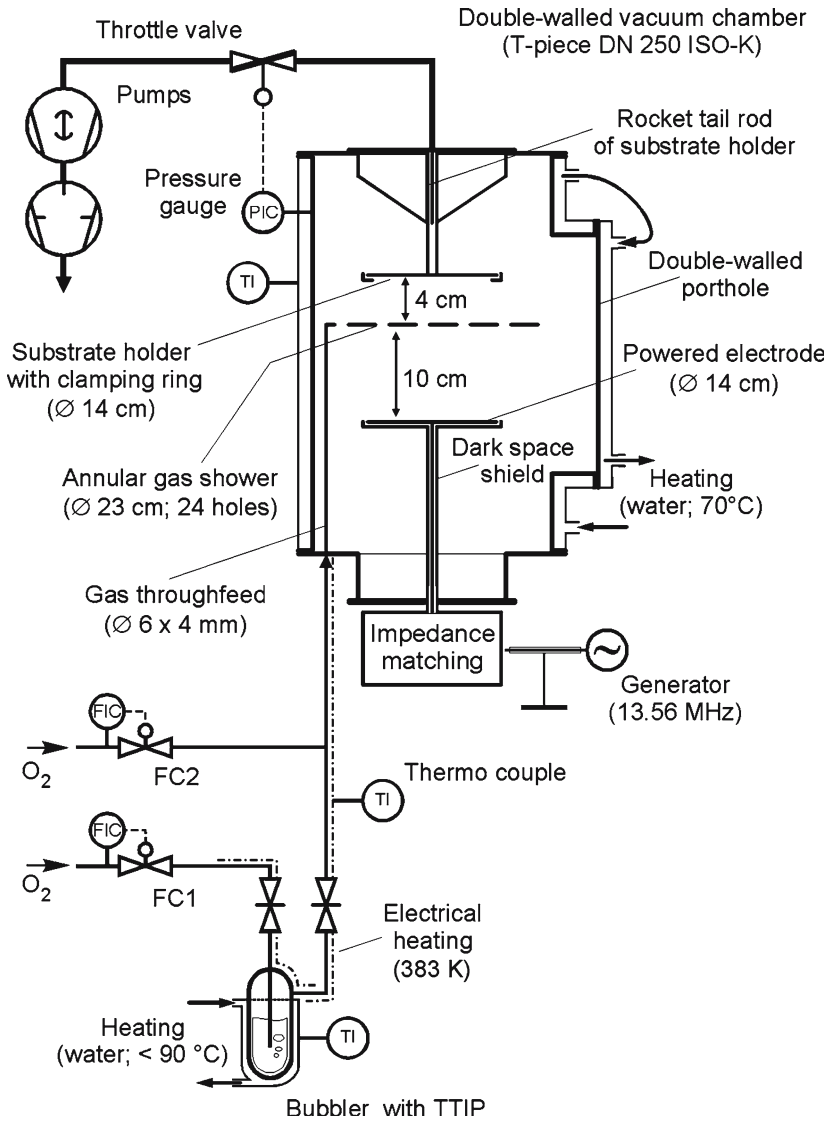 Double-walled vacuum chamber
(T-piece DN 250 ISO-K)
Throttle valve
Pumps
Rocket tail rod
of substrate holder
Pressure
gauge
PIC
TI
Double-walled
porthole
4 cm
Substrate holder
with clamping ring
(∅ 14 cm)
10 cm
Powered electrode
(∅ 14 cm)
Annular gas shower
(∅ 23 cm; 24 holes)
Dark space
shield
Heating
(water; 70°C)
Gas throughfeed
(∅ 6 x 4 mm)
Impedance
matching
Generator
(13.56 MHz)
FIC
O2
FC2
Thermo couple
TI
FIC
O2
FC1
Electrical
heating
(383 K)
Heating
(water; < 90 °C)
TI
Bubbler with TTIP